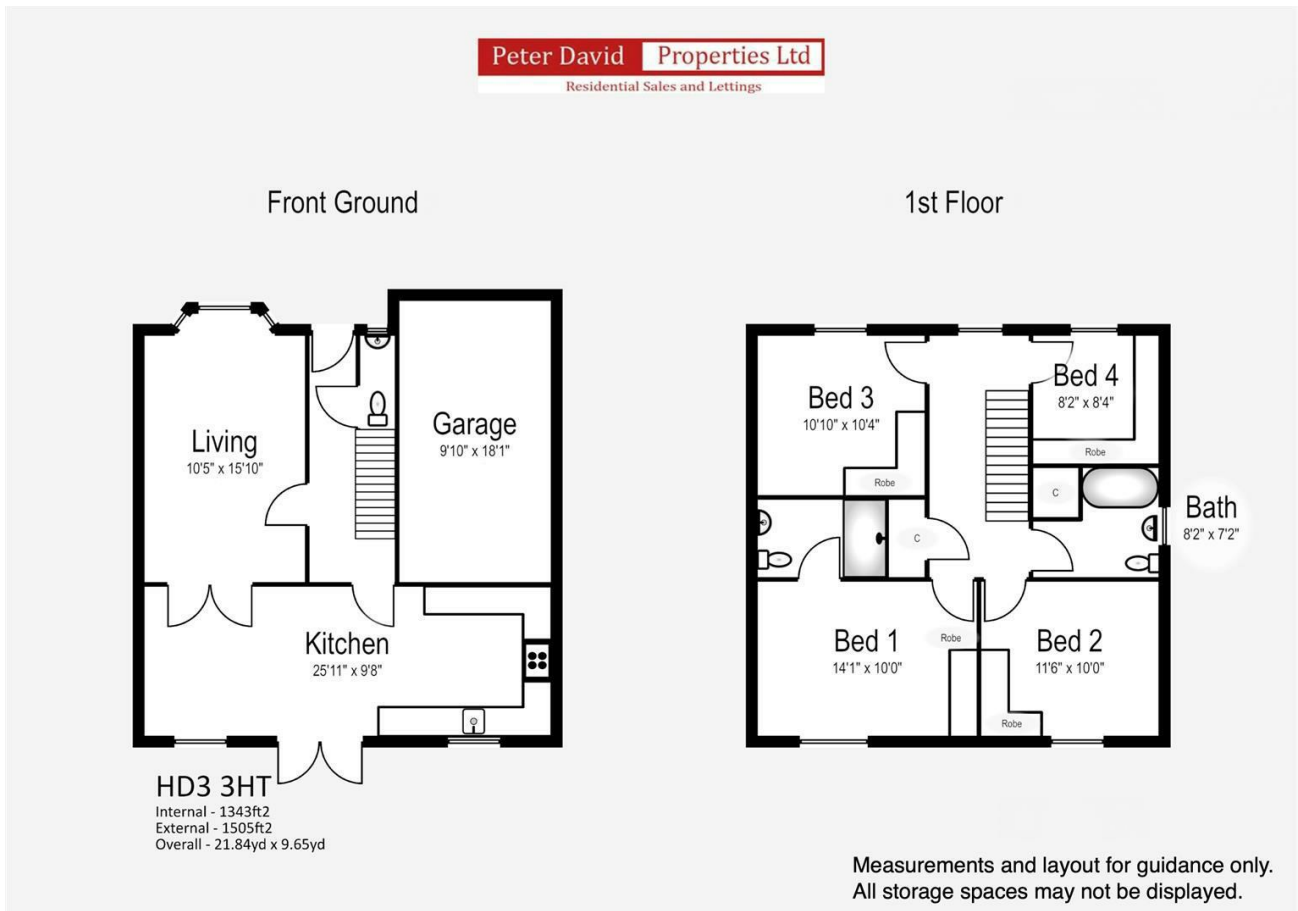 Peter David Properties Ltd
Residential Sales and Lettings
Front Ground
1st Floor
Living
10'5" x 15'10"
Garage
9'10" x 18'1"
Kitchen
25'11" x 9'8"
Bed 3
10'10" x 10'4"
Robe
Bed 4
8'2" x 8'4"
Robe
C
C
Bath
8'2" x 7'2"
Bed 1
14'1" x 10'0"
Robe
Bed 2
11'6" x 10'0"
Robe
HD3 3HT
Internal - 1343ft2
External - 1505ft2
Overall - 21.84yd x 9.65yd
Measurements and layout for guidance only.
All storage spaces may not be displayed.